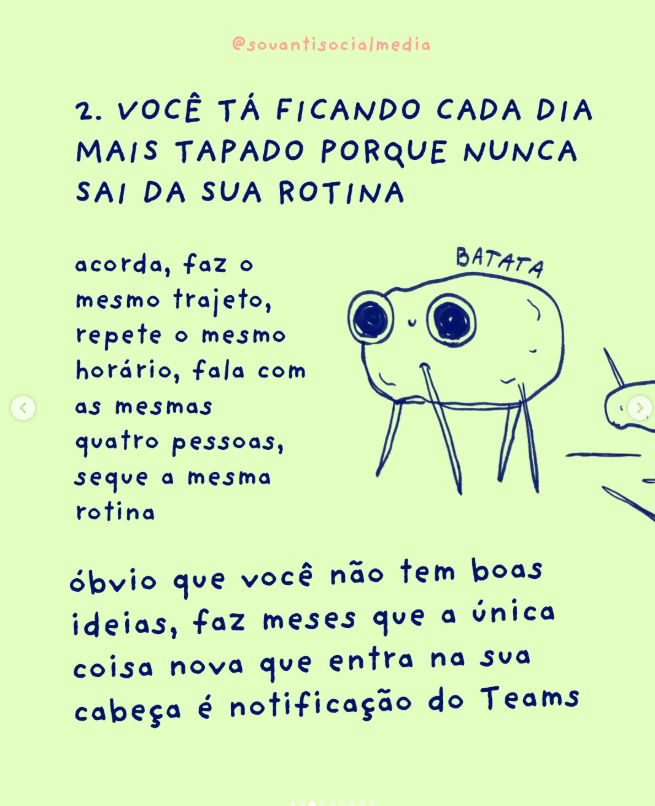 @souantisocialmedia
2. VOCÊ TÁ FICANDO CADA DIA
MAIS TAPADO PORQUE NUNCA
SAI DA SUA ROTINA
acorda, faz o
mesmo trajeto,
repete o mesmo
horário, fala com
as mesmas
quatro pessoas,
segue a mesma
rotina
BATATA
óbvio que você não tem boas
ideias, faz meses que a única
coisa nova que entra na sua
cabeça é notificação do Teams